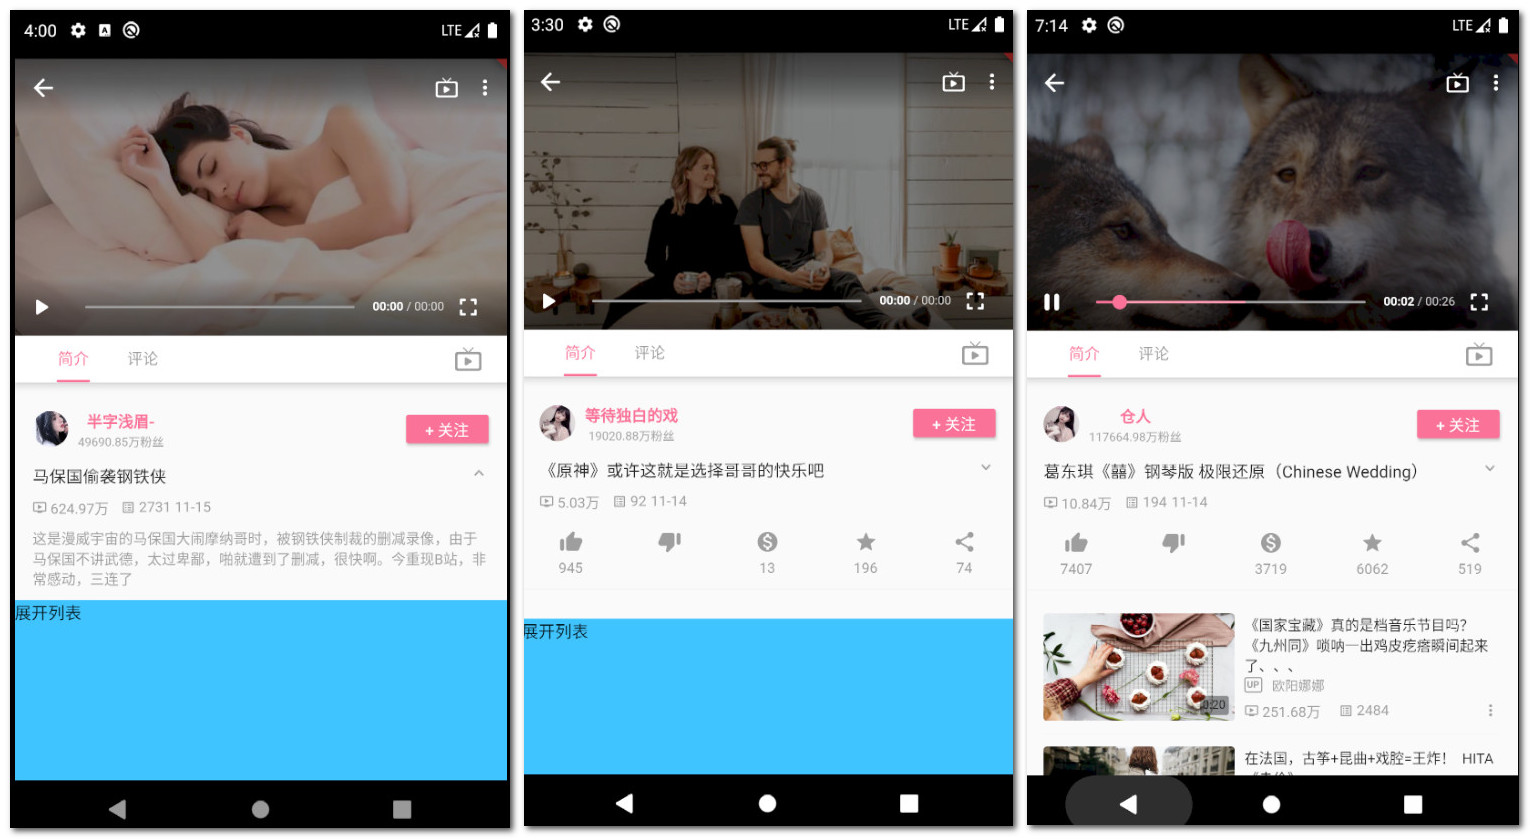 4:00
LTE
00:00 / 00:00
简介
评论
半字浅眉-
49690.85万粉丝
+ 关注
马保国偷袭钢铁侠
624.97万
2731 11-15
这是漫威宇宙的马保国大闹摩纳哥时，被钢铁侠制裁的删减录像，由于
马保国不讲武德，太过卑鄙，啪就遭到了删减，很快啊。今重现B站，非
常感动，三连了
展开列表
3:30
LTE
00:00 / 00:00
简介
评论
等待独白的戏
19020.88万粉丝
+ 关注
《原神》或许这就是选择哥哥的快乐吧
5.03万
92 11-14
945
13
196
74
展开列表
7:14
LTE
00:02 / 00:26
简介
评论
仓人
117664.98万粉丝
+ 关注
葛东琪《囍》钢琴版 极限还原（Chinese Wedding）
10.84万
194 11-14
7407
3719
6062
519
0:20
《国家宝藏》真的是档音乐节目吗?
《九州同》唢呐一出鸡皮疙瘩瞬间起来
了、、、
UP 欧阳娜娜
251.68万
2484
在法国，古筝+昆曲+戏腔=王炸！ HITA